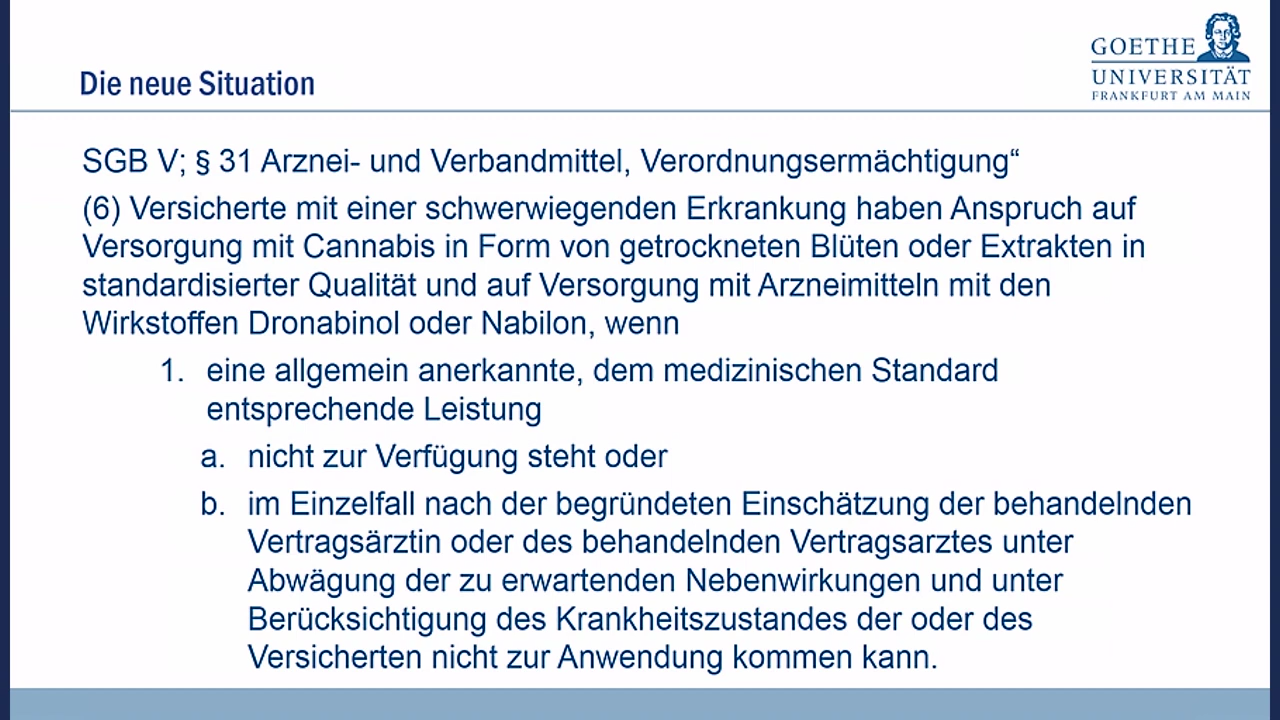 GOETHE
UNIVERSITÄT
FRANKFURT AM MAIN
Die neue Situation
SGB V; § 31 Arznei- und Verbandmittel, Verordnungsermächtigung“
(6) Versicherte mit einer schwerwiegenden Erkrankung haben Anspruch auf
Versorgung mit Cannabis in Form von getrockneten Blüten oder Extrakten in
standardisierter Qualität und auf Versorgung mit Arzneimitteln mit den
Wirkstoffen Dronabinol oder Nabilon, wenn
1. eine allgemein anerkannte, dem medizinischen Standard
entsprechende Leistung
a. nicht zur Verfügung steht oder
b. im Einzelfall nach der begründeten Einschätzung der behandelnden
Vertragsärztin oder des behandelnden Vertragsarztes unter
Abwägung der zu erwartenden Nebenwirkungen und unter
Berücksichtigung des Krankheitszustandes der oder des
Versicherten nicht zur Anwendung kommen kann.